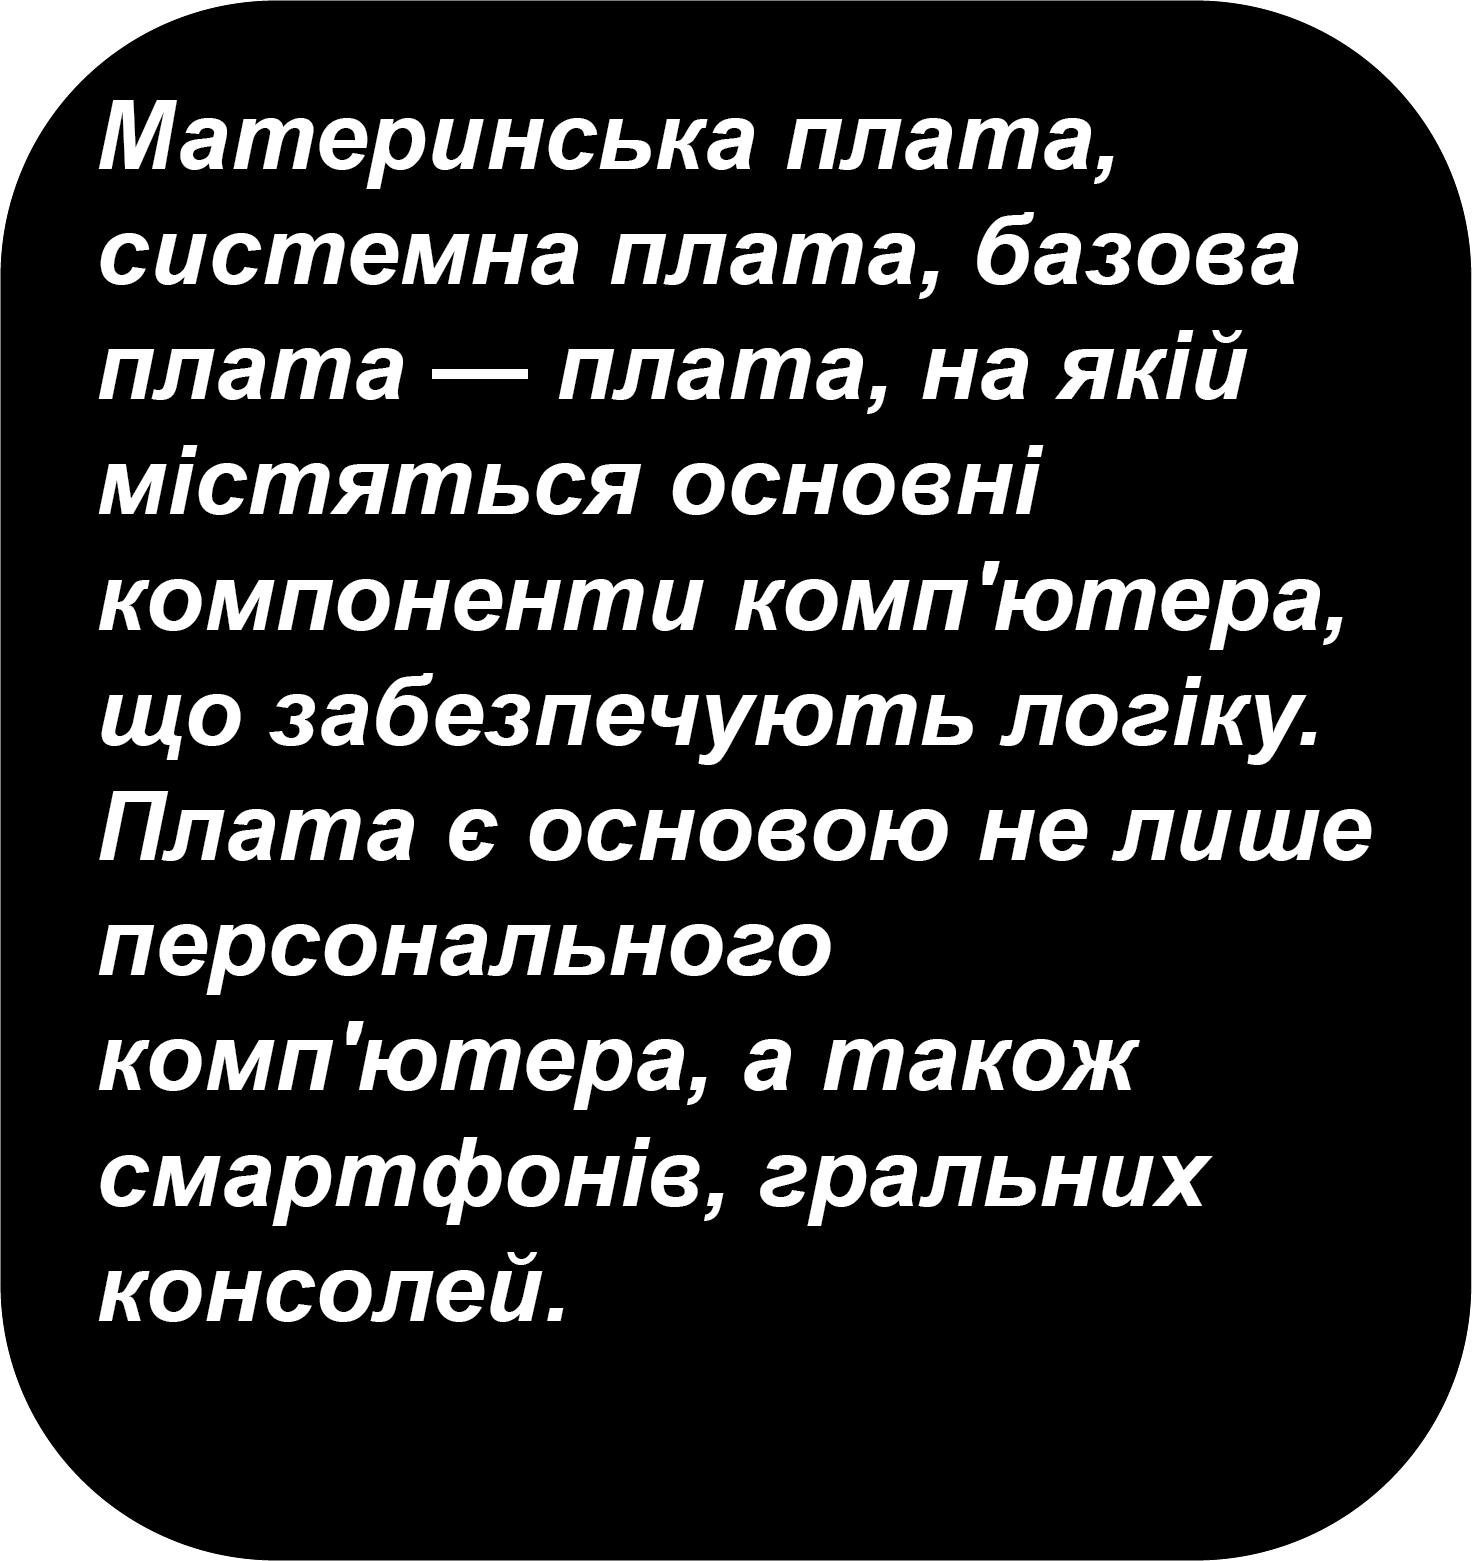 Материнська плата,
системна плата, базова
плата — плата, на якій
містяться основні
компоненти комп'ютера,
що забезпечують логіку.
Плата є основою не лише
персонального
комп'ютера, а також
смартфонів, гральних
консолей.